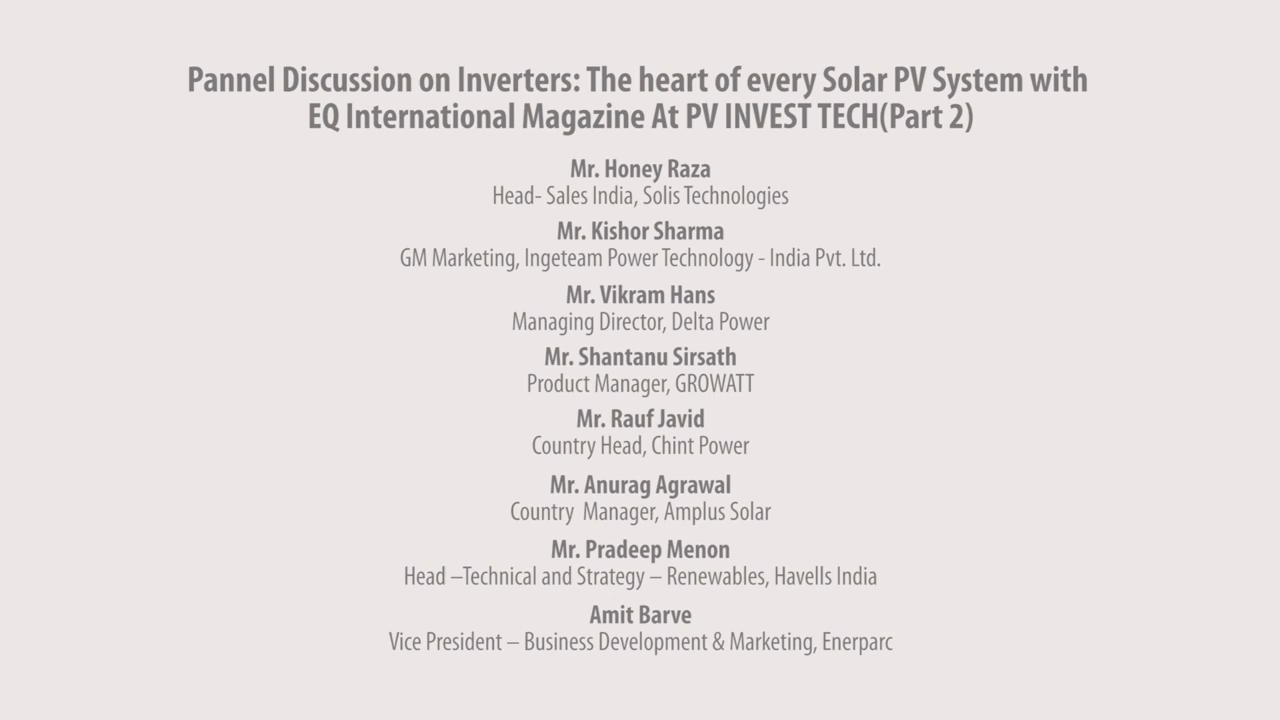 Pannel Discussion on Inverters: The heart of every Solar PV System with
EQ International Magazine At PV INVEST TECH(Part 2)
Mr. Honey Raza
Head- Sales India, Solis Technologies
Mr. Kishor Sharma
GM Marketing, Ingeteam Power Technology - India Pvt. Ltd.
Mr. Vikram Hans
Managing Director, Delta Power
Mr. Shantanu Sirsath
Product Manager, GROWATT
Mr. Rauf Javid
Country Head, Chint Power
Mr. Anurag Agrawal
Country  Manager, Amplus Solar
Mr. Pradeep Menon
Head –Technical and Strategy – Renewables, Havells India
Amit Barve
Vice President – Business Development & Marketing, Enerparc